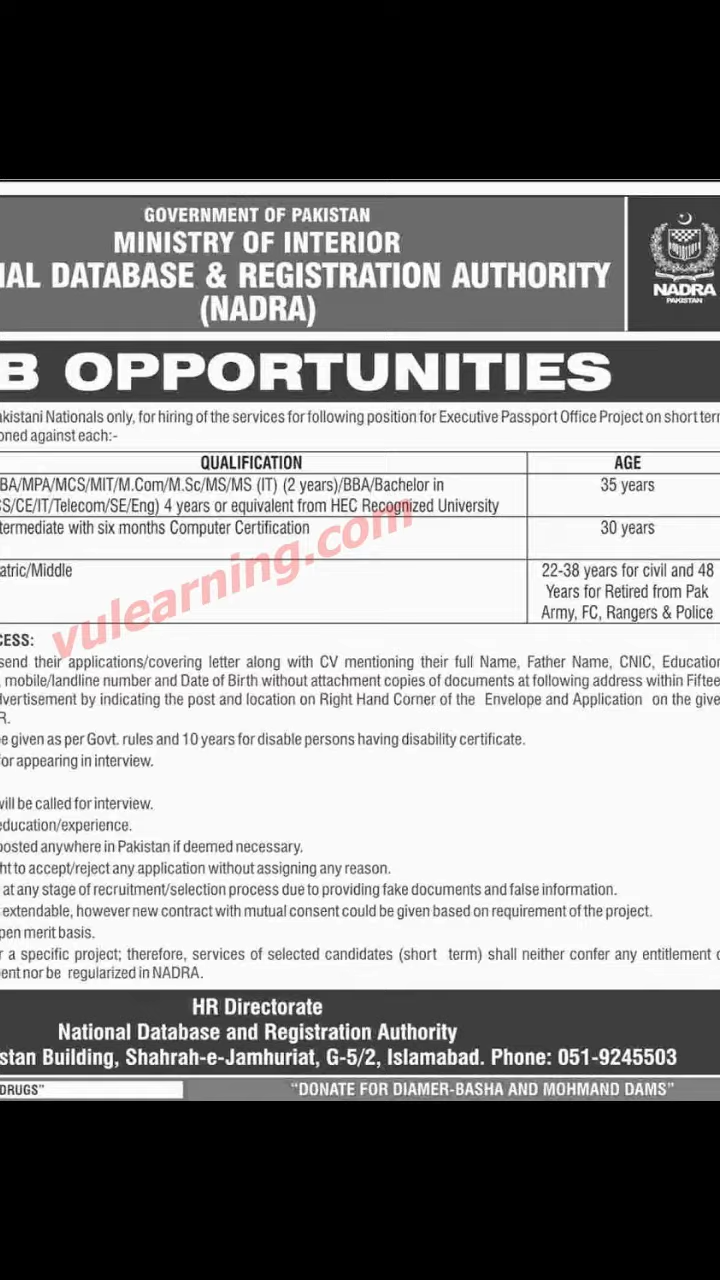 GOVERNMENT OF PAKISTAN
MINISTRY OF INTERIOR
NAL DATABASE & REGISTRATION AUTHORITY
(NADRA)
NADRA
PAKISTAN
B OPPORTUNITIES
akistani Nationals only, for hiring of the services for following position for Executive Passport Office Project on short term
oned against each:-
QUALIFICATION AGE
BA/MPA/MCS/MIT/M.Com/M.Sc/MS/MS (IT) (2 years)/BBA/Bachelor in 35 years
CS/CE/IT/Telecom/SE/Eng) 4 years or equivalent from HEC Recognized University
termediate with six months Computer Certification 30 years
atric/Middle 22-38 years for civil and 48
Years for Retired from Pak
Army, FC, Rangers & Police
vulearning.com
CESS:
send their applications/covering letter along with CV mentioning their full Name, Father Name, CNIC, Education
, mobile/landline number and Date of Birth without attachment copies of documents at following address within Fiftee
dvertisement by indicating the post and location on Right Hand Corner of the Envelope and Application on the give
R.
e given as per Govt. rules and 10 years for disable persons having disability certificate.
for appearing in interview.
will be called for interview.
education/experience.
posted anywhere in Pakistan if deemed necessary.
ht to accept/reject any application without assigning any reason.
at any stage of recruitment/selection process due to providing fake documents and false information.
extendable, however new contract with mutual consent could be given based on requirement of the project.
pen merit basis.
r a specific project; therefore, services of selected candidates (short term) shall neither confer any entitlement o
ent nor be regularized in NADRA.
HR Directorate
National Database and Registration Authority
stan Building, Shahrah-e-Jamhuriat, G-5/2, Islamabad. Phone: 051-9245503
DRUGS" "DONATE FOR DIAMER-BASHA AND MOHMAND DAMS"